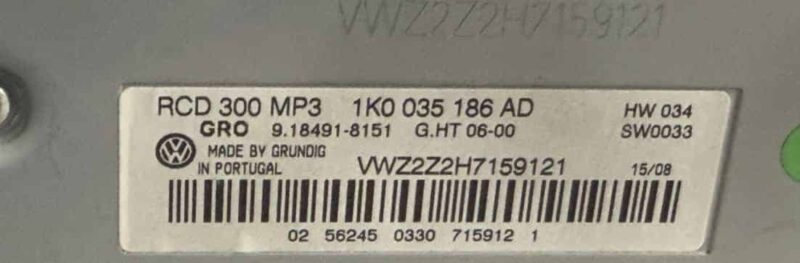 VWZ2Z2H7159121
RCD 300 MP3 1K0 035 186 AD HW 034
GRO 9.18491-8151 G.HT 06-00 SW0033
MADE BY GRUNDIG
IN PORTUGAL VWZ2Z2H7159121 15/08
02 56245 0330 715912 1